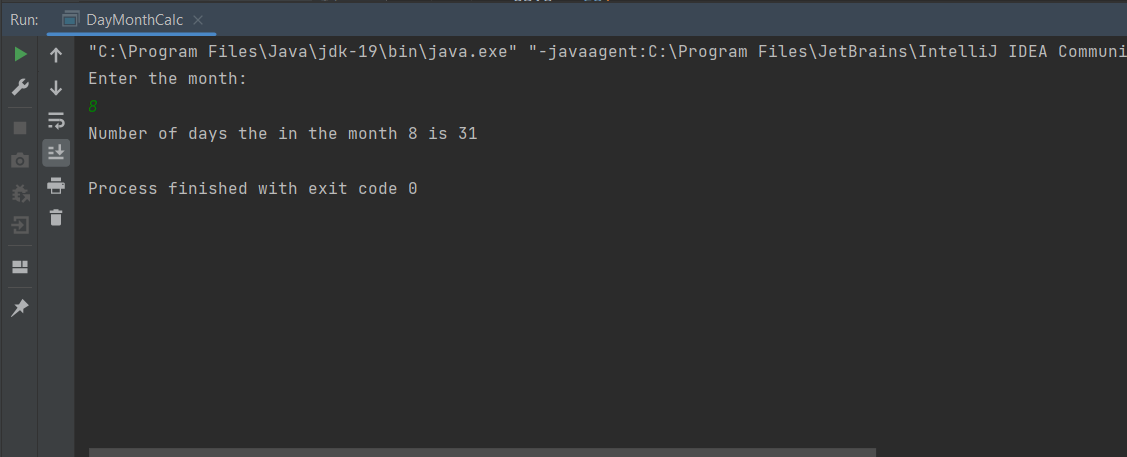 Run: DayMonthCalc
"C:\Program Files\Java\jdk-19\bin\java.exe" "-javaagent:C:\Program Files\JetBrains\IntelliJ IDEA Communi
Enter the month:
8
Number of days the in the month 8 is 31
Process finished with exit code 0